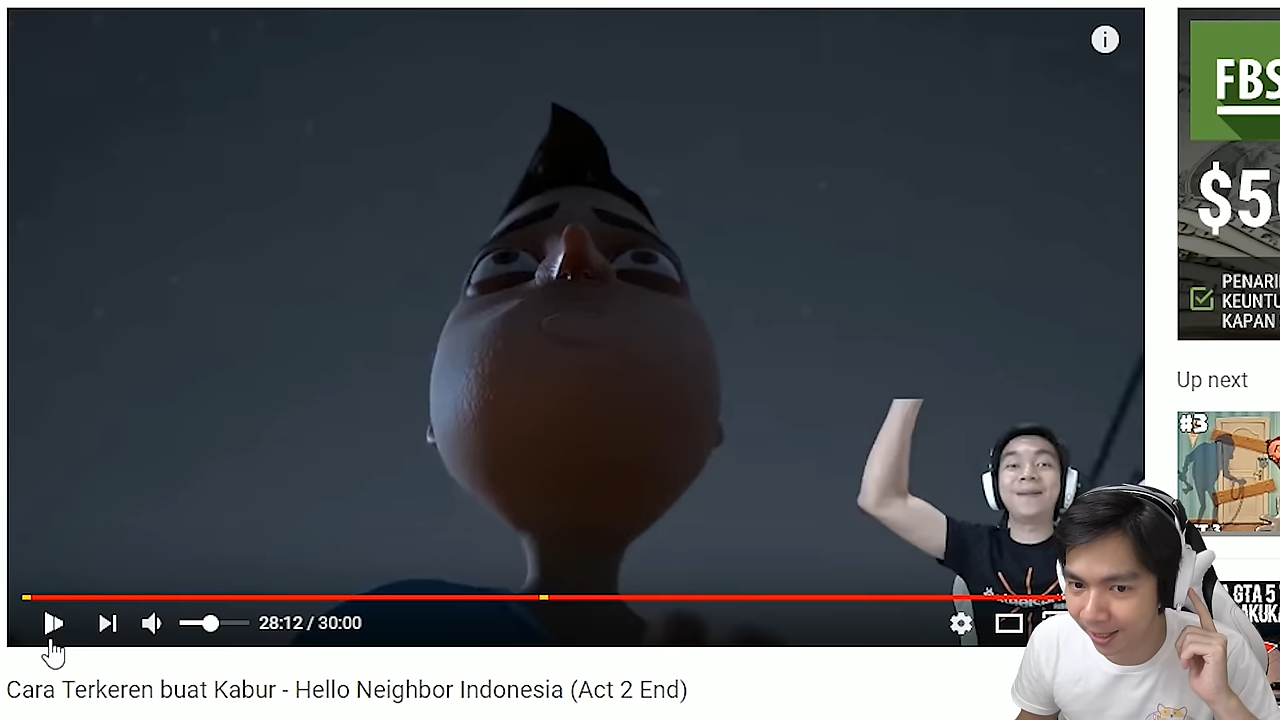 i
FBS
$5
PENARI
KEUNTU
KAPAN
Up next
#3
GTA 5
28:12 / 30:00
Cara Terkeren buat Kabur - Hello Neighbor Indonesia (Act 2 End)